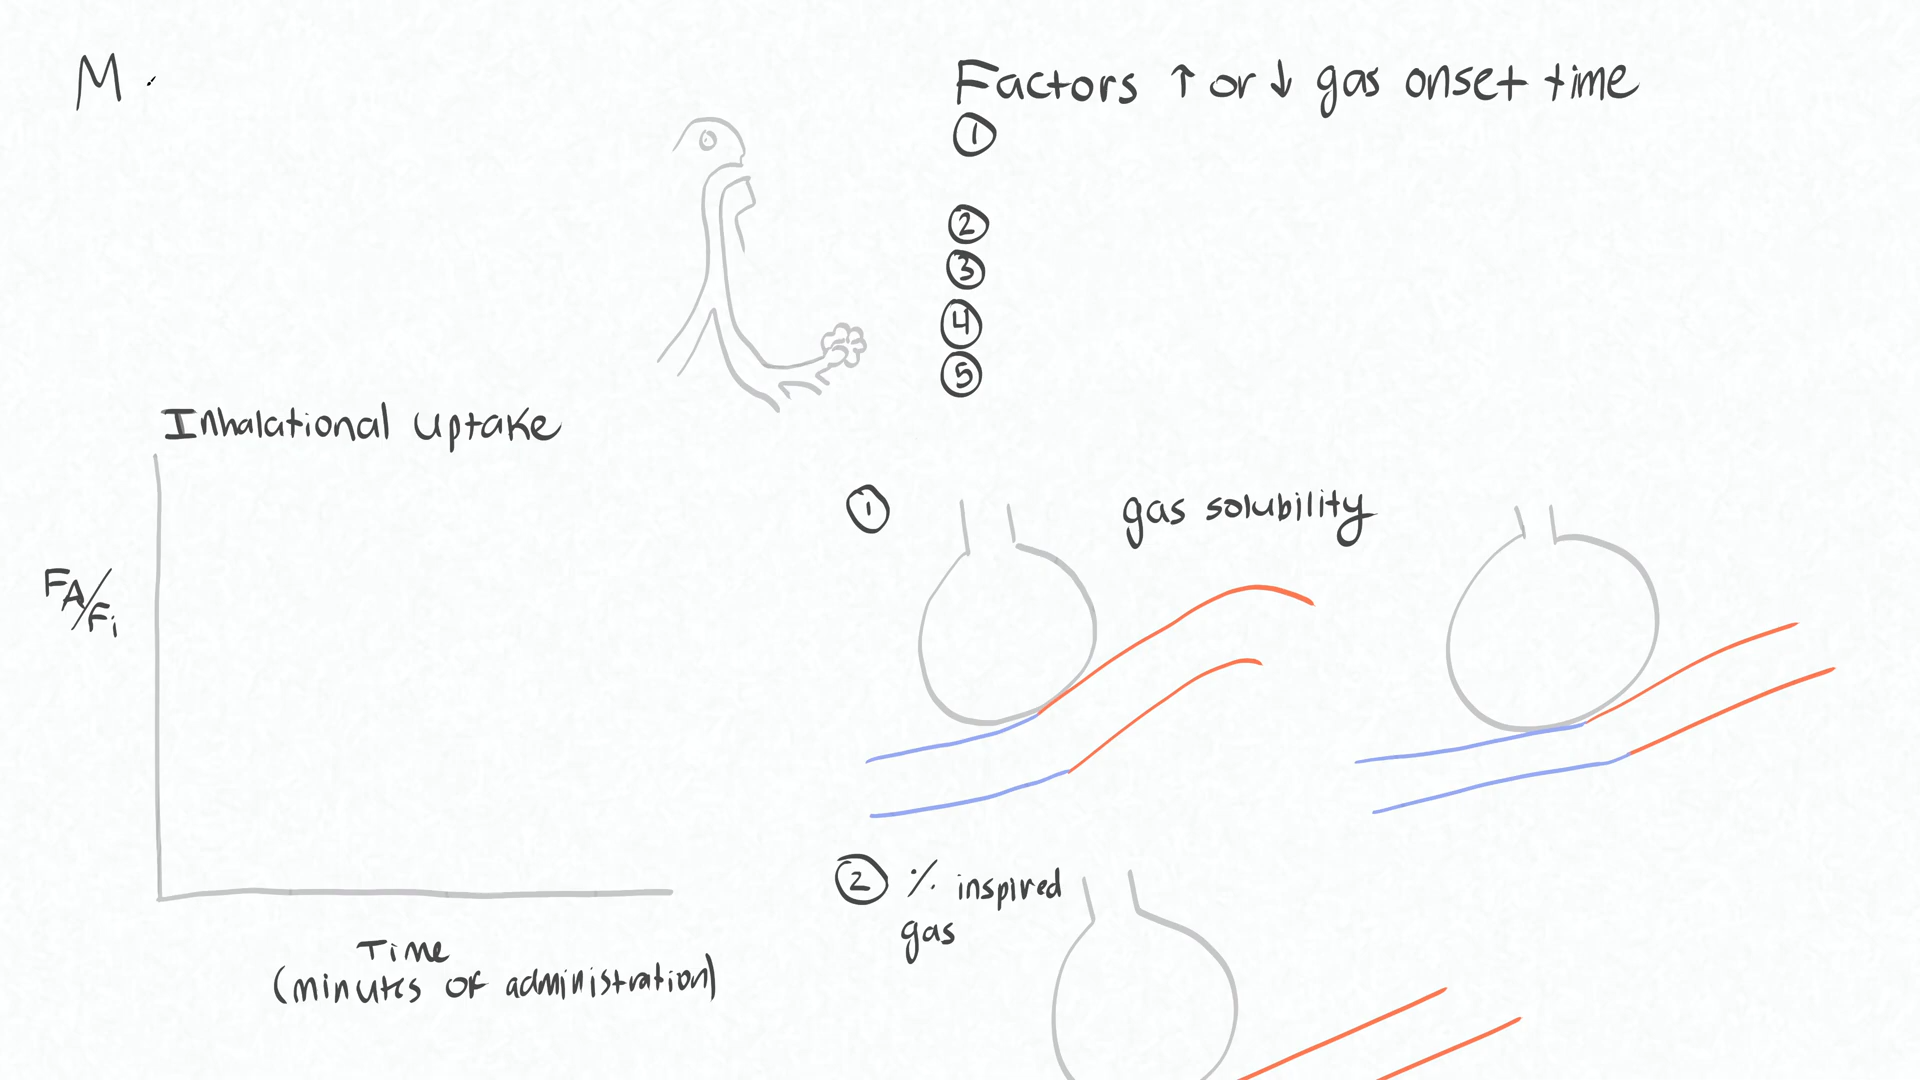 M
Factors ↑ or ↓ gas onset time
①
②
③
④
⑤
Inhalational uptake
FA/Fi
Time
(minutes of administration)
① gas solubility
② % inspired
gas